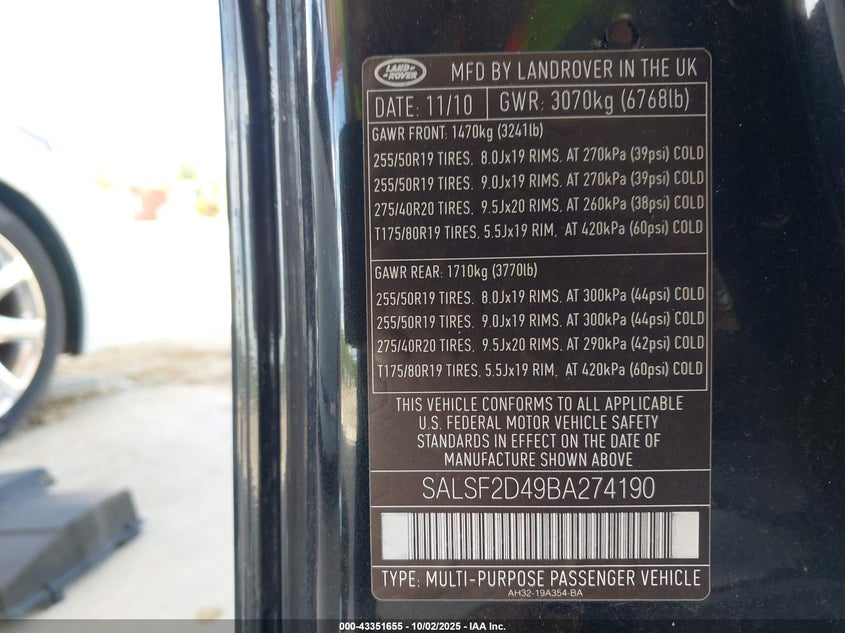 LAND ROVER
MFD BY LANDROVER IN THE UK
DATE: 11/10 GWR: 3070kg (6768lb)
GAWR FRONT: 1470kg (3241lb)
255/50R19 TIRES, 8.0Jx19 RIMS, AT 270kPa (39psi) COLD
255/50R19 TIRES, 9.0Jx19 RIMS, AT 270kPa (39psi) COLD
275/40R20 TIRES, 9.5Jx20 RIMS, AT 260kPa (38psi) COLD
T175/80R19 TIRES, 5.5Jx19 RIM, AT 420kPa (60psi) COLD
GAWR REAR: 1710kg (3770lb)
255/50R19 TIRES, 8.0Jx19 RIMS, AT 300kPa (44psi) COLD
255/50R19 TIRES, 9.0Jx19 RIMS, AT 300kPa (44psi) COLD
275/40R20 TIRES, 9.5Jx20 RIMS, AT 290kPa (42psi) COLD
T175/80R19 TIRES, 5.5Jx19 RIM, AT 420kPa (60psi) COLD
THIS VEHICLE CONFORMS TO ALL APPLICABLE
U.S. FEDERAL MOTOR VEHICLE SAFETY
STANDARDS IN EFFECT ON THE DATE OF
MANUFACTURE SHOWN ABOVE
SALSF2D49BA274190
TYPE: MULTI-PURPOSE PASSENGER VEHICLE
AH32-19A354-BA
000-43351655 - 10/02/2025 - IAA Inc.